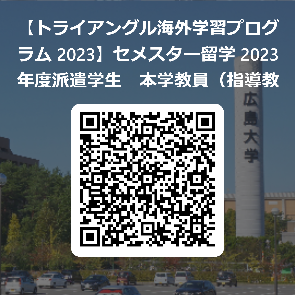 【トライアングル海外学習プログ
ラム 2023】セメスター留学 2023
年度派遣学生　本学教員（指導教
広島大学